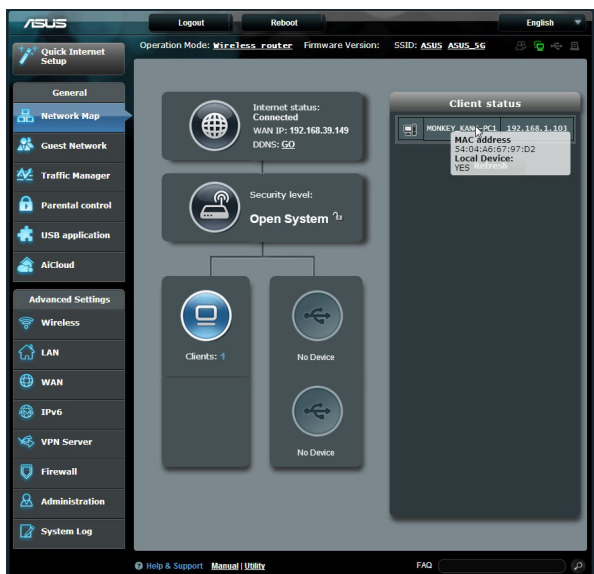 ASUS
Logout Reboot English
Quick Internet Setup
Operation Mode: Wireless router Firmware Version: SSID: ASUS ASUS_5G
General
Network Map
Guest Network
Traffic Manager
Parental control
USB application
AiCloud
Advanced Settings
Wireless
LAN
WAN
IPv6
VPN Server
Firewall
Administration
System Log
Internet status:
Connected
WAN IP: 192.168.39.149
DDNS: GO
Security level:
Open System
Clients: 1
No Device
No Device
Client status
MONKEY_KANG-PC1 192.168.1.103
MAC address
54:04:A6:67:97:D2
Local Device:
YES
Refresh
Help & Support Manual | Utility FAQ